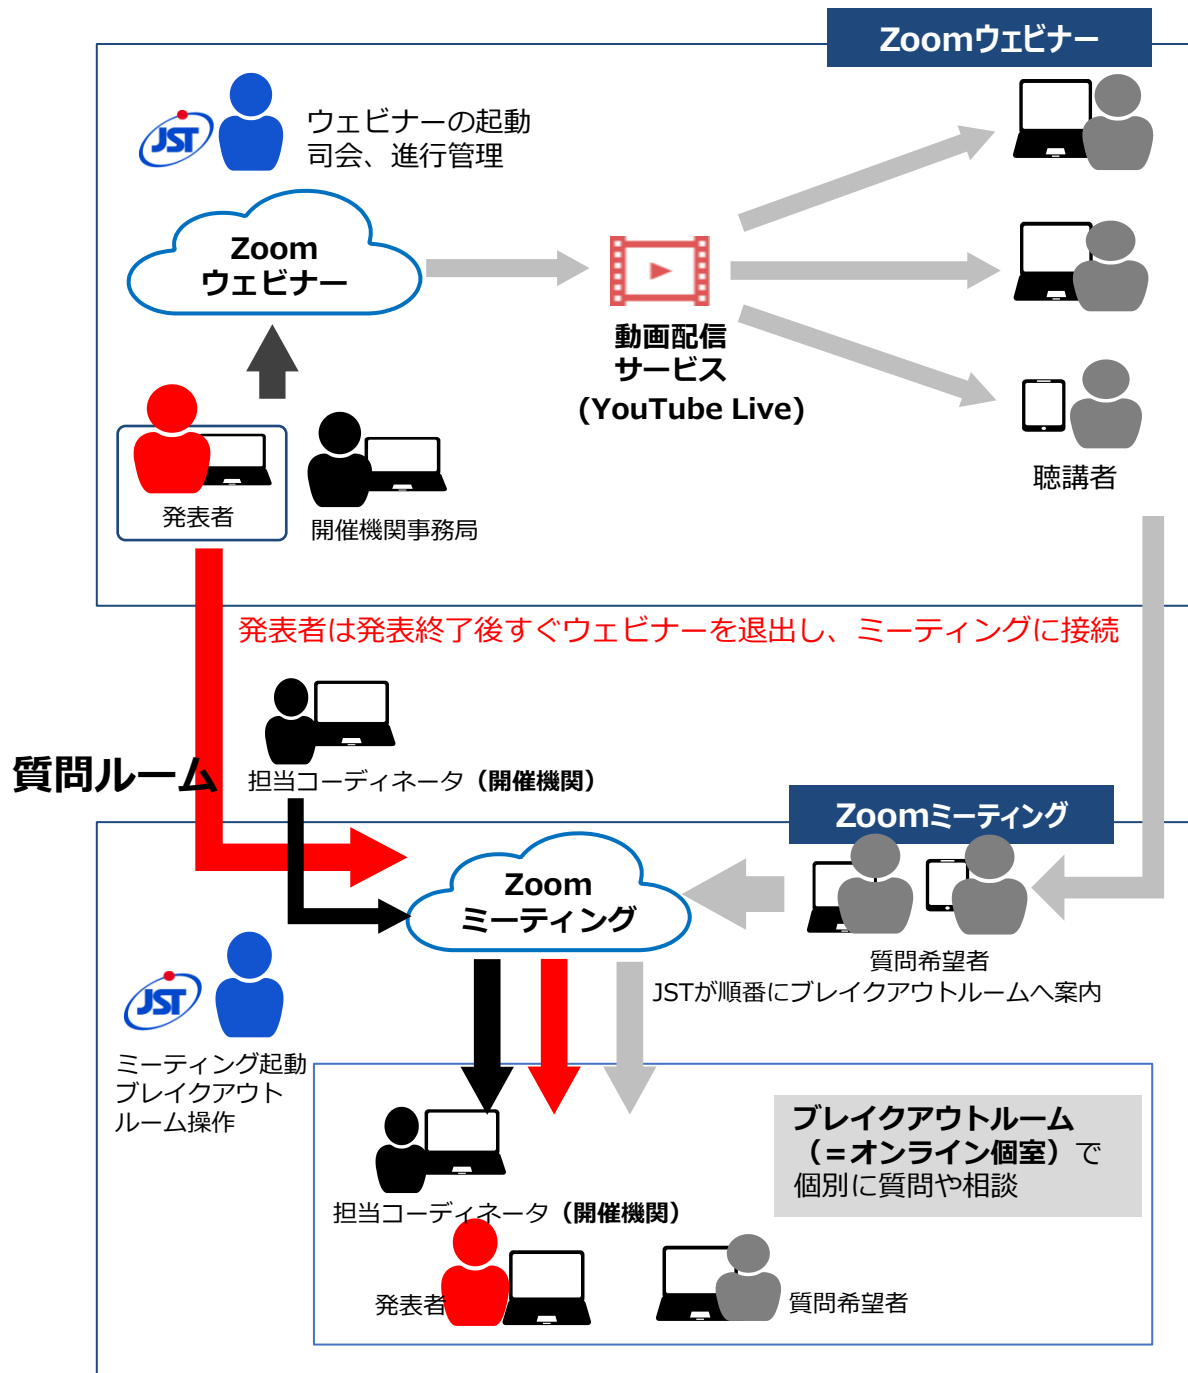 Zoomウェビナー
JST
ウェビナーの起動
司会、進行管理
Zoom
ウェビナー
動画配信
サービス
(YouTube Live)
発表者
開催機関事務局
聴講者
発表者は発表終了後すぐウェビナーを退出し、ミーティングに接続
質問ルーム
担当コーディネータ（開催機関）
Zoomミーティング
Zoom
ミーティング
質問希望者
JSTが順番にブレイクアウトルームへ案内
JST
ミーティング起動
ブレイクアウト
ルーム操作
ブレイクアウトルーム
（＝オンライン個室）で
個別に質問や相談
担当コーディネータ（開催機関）
発表者
質問希望者